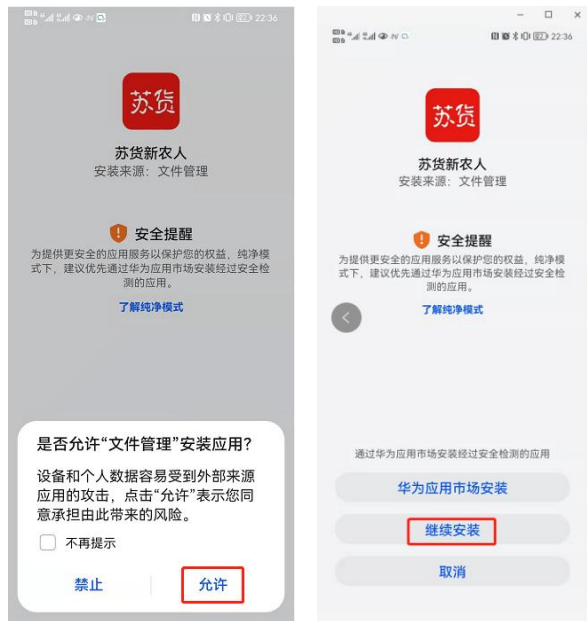 22:36
苏货
苏货新农人
安装来源：文件管理
安全提醒
为提供更安全的应用服务以保护您的权益，纯净模
式下，建议优先通过华为应用市场安装经过安全检
测的应用。
了解纯净模式
是否允许“文件管理”安装应用？
设备和个人数据容易受到外部来源
应用的攻击，点击“允许”表示您同
意承担由此带来的风险。
不再提示
禁止
允许
22:36
苏货
苏货新农人
安装来源：文件管理
安全提醒
为提供更安全的应用服务以保护您的权益，纯净模
式下，建议优先通过华为应用市场安装经过安全检
测的应用。
了解纯净模式
通过华为应用市场安装经过安全检测的应用
华为应用市场安装
继续安装
取消